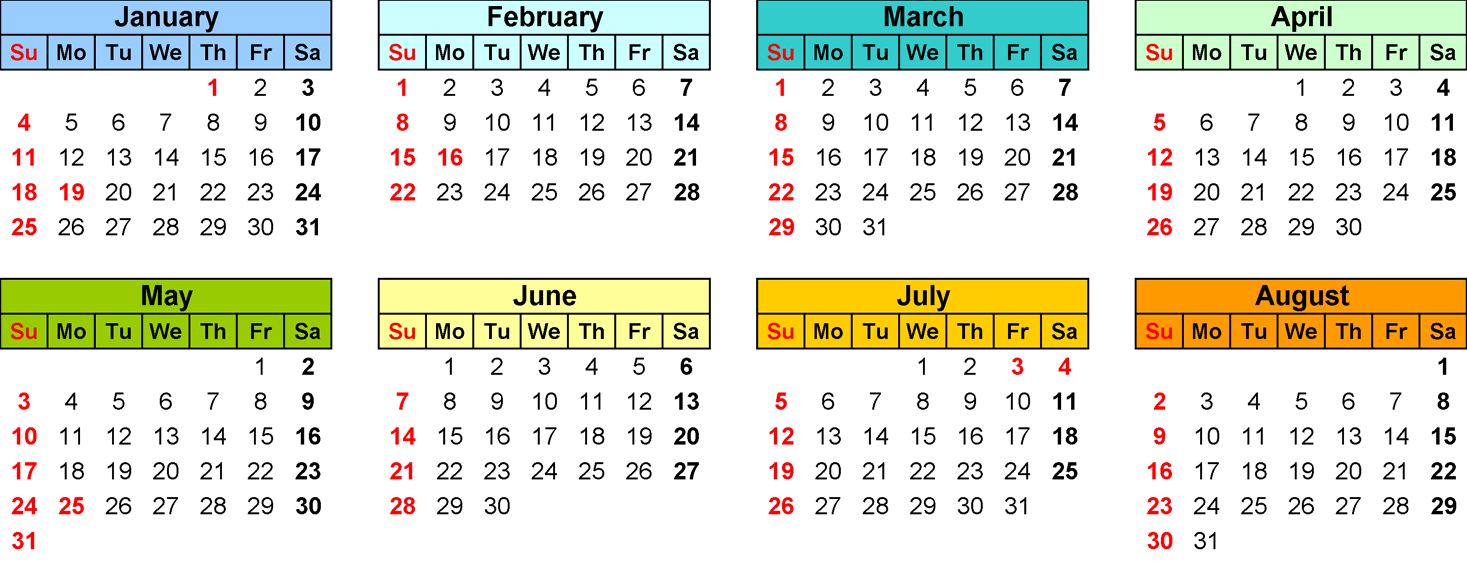 January February March April
Su Mo Tu We Th Fr Sa Su Mo Tu We Th Fr Sa Su Mo Tu We Th Fr Sa Su Mo Tu We Th Fr Sa
1 2 3 1 2 3 4 5 6 7 1 2 3 4 5 6 7 1 2 3 4
4 5 6 7 8 9 10 8 9 10 11 12 13 14 8 9 10 11 12 13 14 5 6 7 8 9 10 11
11 12 13 14 15 16 17 15 16 17 18 19 20 21 15 16 17 18 19 20 21 12 13 14 15 16 17 18
18 19 20 21 22 23 24 22 23 24 25 26 27 28 22 23 24 25 26 27 28 19 20 21 22 23 24 25
25 26 27 28 29 30 31 29 30 31 26 27 28 29 30
May June July August
Su Mo Tu We Th Fr Sa Su Mo Tu We Th Fr Sa Su Mo Tu We Th Fr Sa Su Mo Tu We Th Fr Sa
1 2 1 2 3 4 5 6 1 2 3 4 1
3 4 5 6 7 8 9 7 8 9 10 11 12 13 5 6 7 8 9 10 11 2 3 4 5 6 7 8
10 11 12 13 14 15 16 14 15 16 17 18 19 20 12 13 14 15 16 17 18 9 10 11 12 13 14 15
17 18 19 20 21 22 23 21 22 23 24 25 26 27 19 20 21 22 23 24 25 16 17 18 19 20 21 22
24 25 26 27 28 29 30 28 29 30 26 27 28 29 30 31 23 24 25 26 27 28 29
31 30 31